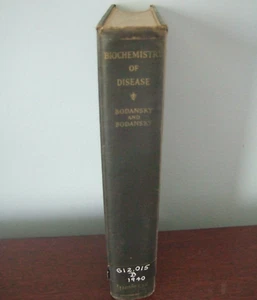 BIOCHEMISTRY
OF
DISEASE
BODANSKY
AND
BODANSKY
612.015
B
1940